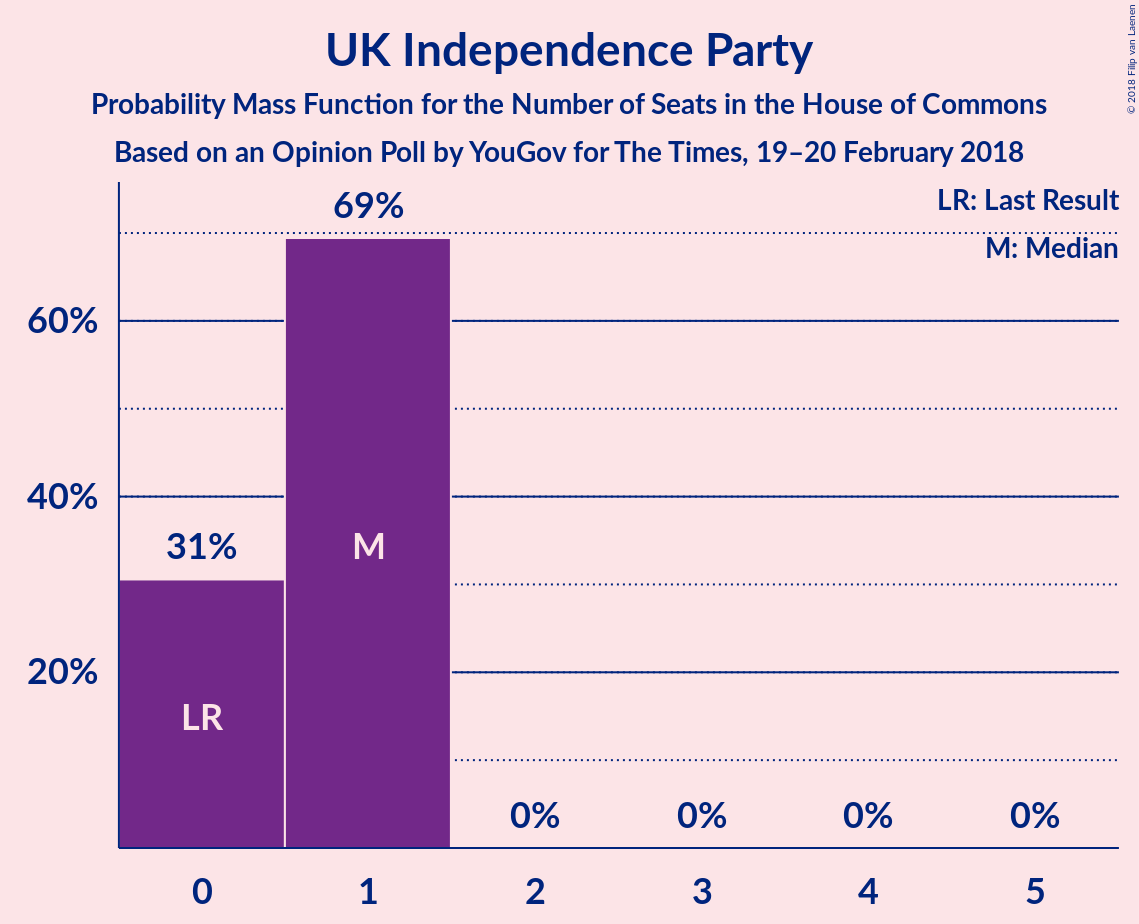 UK Independence Party
Probability Mass Function for the Number of Seats in the House of Commons
Based on an Opinion Poll by YouGov for The Times, 19–20 February 2018
© 2018 Filip van Laenen
LR: Last Result
M: Median
69%
60%
40%
31%
M
20%
LR
0% 0% 0% 0%
0 1 2 3 4 5